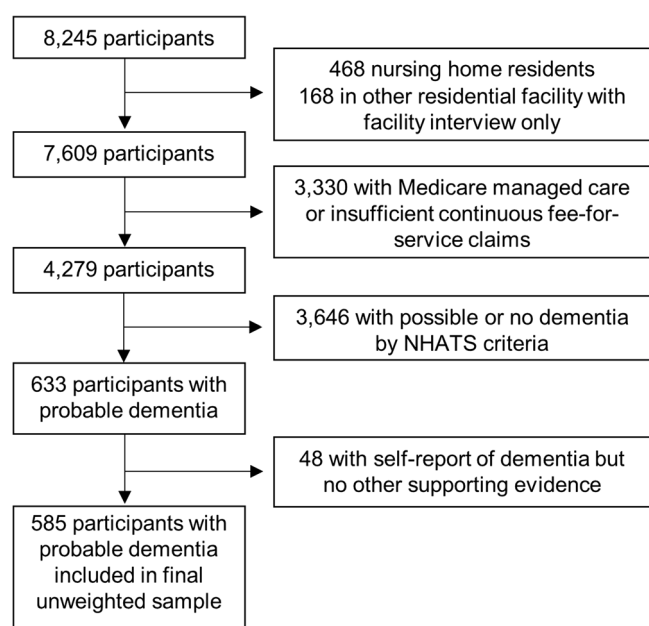 8,245 participants
468 nursing home residents
168 in other residential facility with
facility interview only
7,609 participants
3,330 with Medicare managed care
or insufficient continuous fee-for-
service claims
4,279 participants
3,646 with possible or no dementia
by NHATS criteria
633 participants with
probable dementia
48 with self-report of dementia but
no other supporting evidence
585 participants with
probable dementia
included in final
unweighted sample